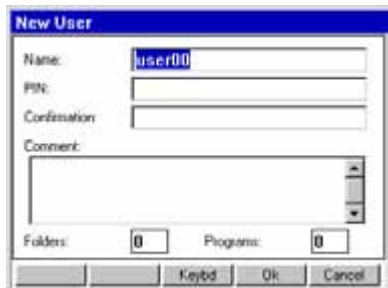 New User
Name: user00
PIN:
Confirmation
Comment:
Folders: 0 Programs: 0
Keybd Ok Cancel